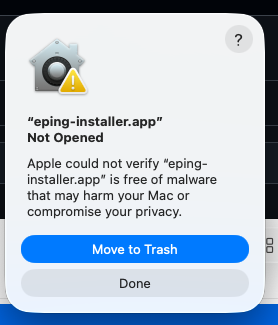 ?
“eping-installer.app”
Not Opened
Apple could not verify “eping-
installer.app” is free of malware
that may harm your Mac or
compromise your privacy.
Move to Trash
Done